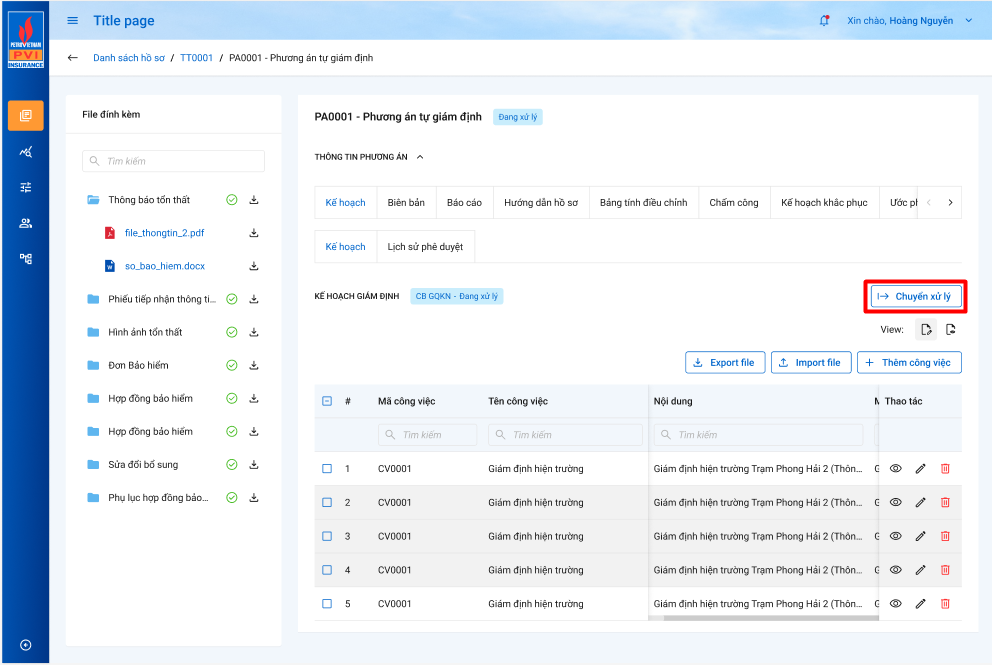 PETROVIETNAM
PVI
INSURANCE
Title page
Xin chào, Hoàng Nguyên
Danh sách hồ sơ / TT0001 / PA0001 - Phương án tự giám định
File đính kèm
Tìm kiếm
Thông báo tổn thất
file_thongtin_2.pdf
so_bao_hiem.docx
Phiếu tiếp nhận thông ti...
Hình ảnh tổn thất
Đơn Bảo hiểm
Hợp đồng bảo hiểm
Hợp đồng bảo hiểm
Sửa đổi bổ sung
Phụ lục hợp đồng bảo...
PA0001 - Phương án tự giám định Đang xử lý
THÔNG TIN PHƯƠNG ÁN
Kế hoạch Biên bản Báo cáo Hướng dẫn hồ sơ Bảng tính điều chỉnh Chấm công Kế hoạch khắc phục Ước ph
Kế hoạch Lịch sử phê duyệt
KẾ HOẠCH GIÁM ĐỊNH CB GQKN - Đang xử lý Chuyển xử lý
View:
Export file Import file Thêm công việc
# Mã công việc Tên công việc Nội dung Thao tác
Tìm kiếm Tìm kiếm Tìm kiếm
1 CV0001 Giám định hiện trường Giám định hiện trường Trạm Phong Hải 2 (Thôn...
2 CV0001 Giám định hiện trường Giám định hiện trường Trạm Phong Hải 2 (Thôn...
3 CV0001 Giám định hiện trường Giám định hiện trường Trạm Phong Hải 2 (Thôn...
4 CV0001 Giám định hiện trường Giám định hiện trường Trạm Phong Hải 2 (Thôn...
5 CV0001 Giám định hiện trường Giám định hiện trường Trạm Phong Hải 2 (Thôn...